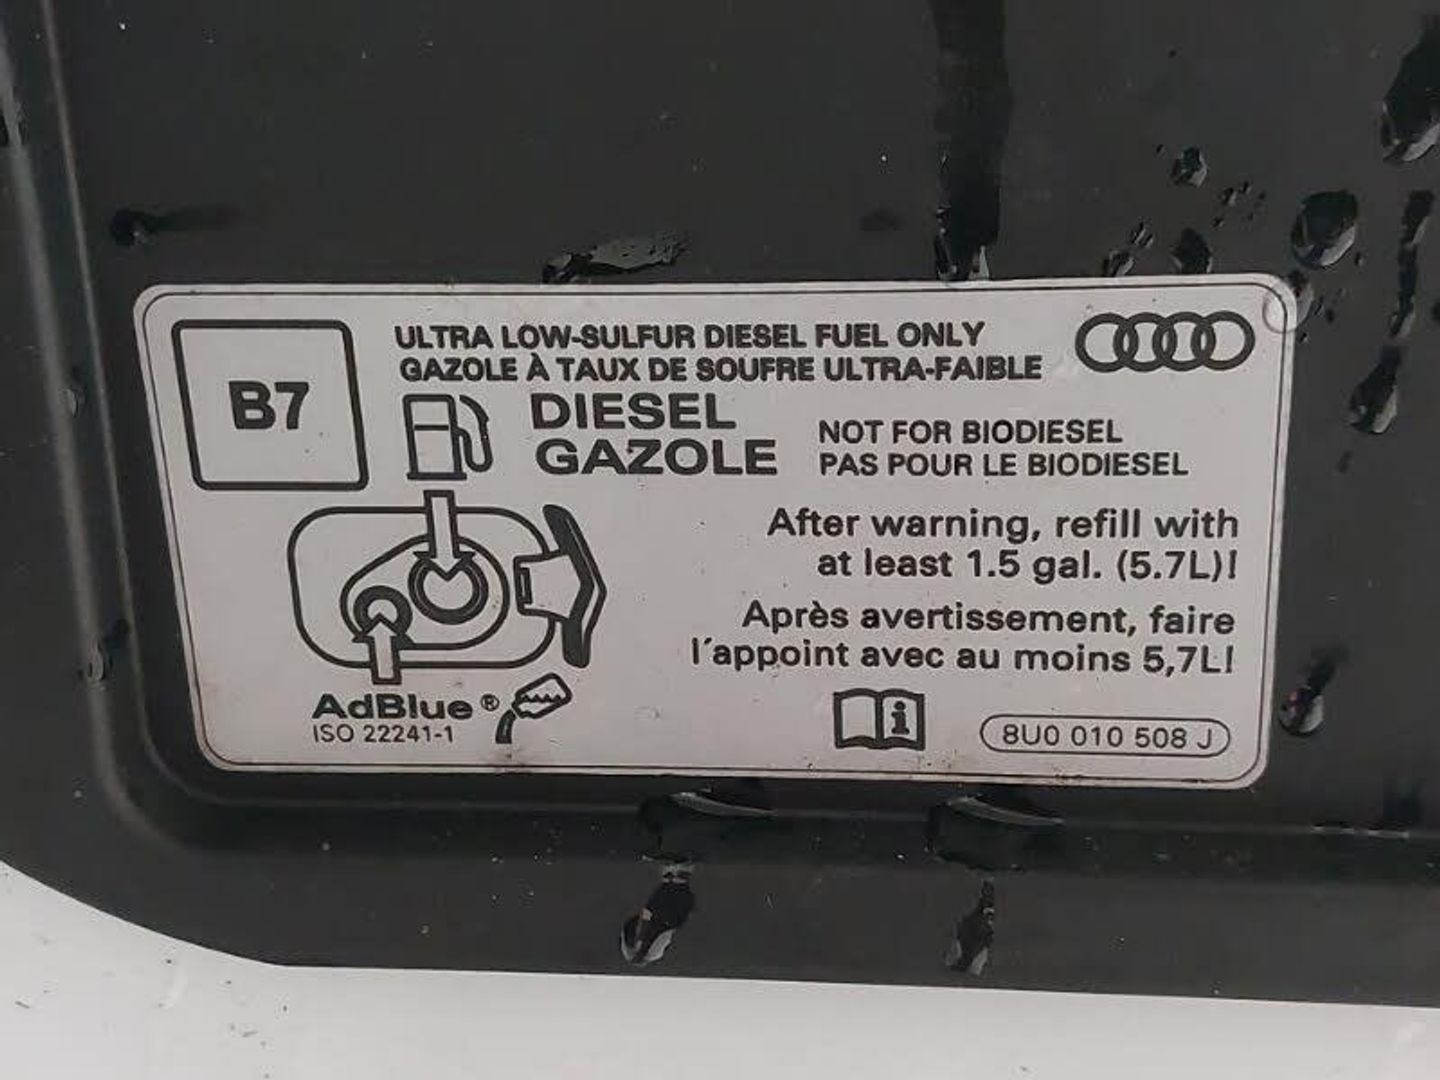 B7
ULTRA LOW-SULFUR DIESEL FUEL ONLY
GAZOLE À TAUX DE SOUFRE ULTRA-FAIBLE
DIESEL
GAZOLE
NOT FOR BIODIESEL
PAS POUR LE BIODIESEL
After warning, refill with
at least 1.5 gal. (5.7L)!
Après avertissement, faire
l´appoint avec au moins 5,7L!
AdBlue®
ISO 22241-1
i
8U0 010 508 J